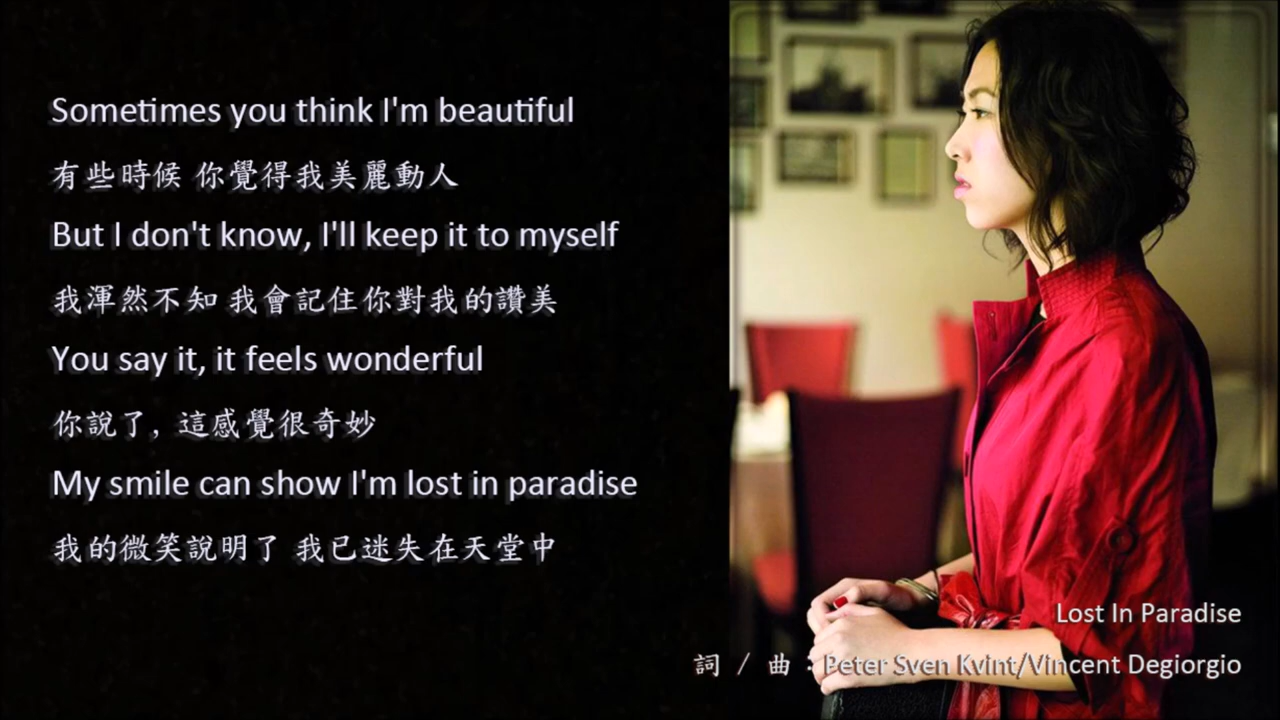 Sometimes you think I'm beautiful
有些時候 你覺得我美麗動人
But I don't know, I'll keep it to myself
我渾然不知 我會記住你對我的讚美
You say it, it feels wonderful
你說了, 這感覺很奇妙
My smile can show I'm lost in paradise
我的微笑說明了 我已迷失在天堂中
Lost In Paradise
詞 / 曲 : Peter Sven Kvint/Vincent Degiorgio